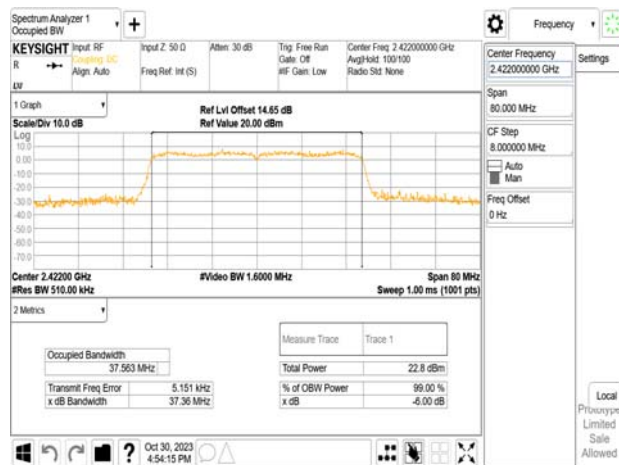 Spectrum Analyzer 1
Occupied BW
Frequency
KEYSIGHT Input: RF Input Z: 50 Ω Atten: 30 dB Trig: Free Run Center Freq: 2.422000000 GHz
R Coupling: DC Gate: Off Avg|Hold: 100/100
Align: Auto Freq Ref: Int (S) #IF Gain: Low Radio Std: None
Center Frequency
2.422000000 GHz
Settings
Span
80.000 MHz
CF Step
8.000000 MHz
Auto
Man
Freq Offset
0 Hz
1 Graph
Ref Lvl Offset 14.65 dB
Scale/Div 10.0 dB Ref Value 20.00 dBm
Log
10.0
0.00
-10.0
-20.0
-30.0
-40.0
-50.0
-60.0
-70.0
Center 2.42200 GHz #Video BW 1.6000 MHz Span 80 MHz
#Res BW 510.00 kHz Sweep 1.00 ms (1001 pts)
2 Metrics
Measure Trace Trace 1
Occupied Bandwidth
37.563 MHz
Total Power 22.8 dBm
Transmit Freq Error 5.151 kHz % of OBW Power 99.00 %
x dB Bandwidth 37.36 MHz x dB -6.00 dB
Local
Prototype
Limited
Sale
Allowed
? Oct 30, 2023
4:54:15 PM